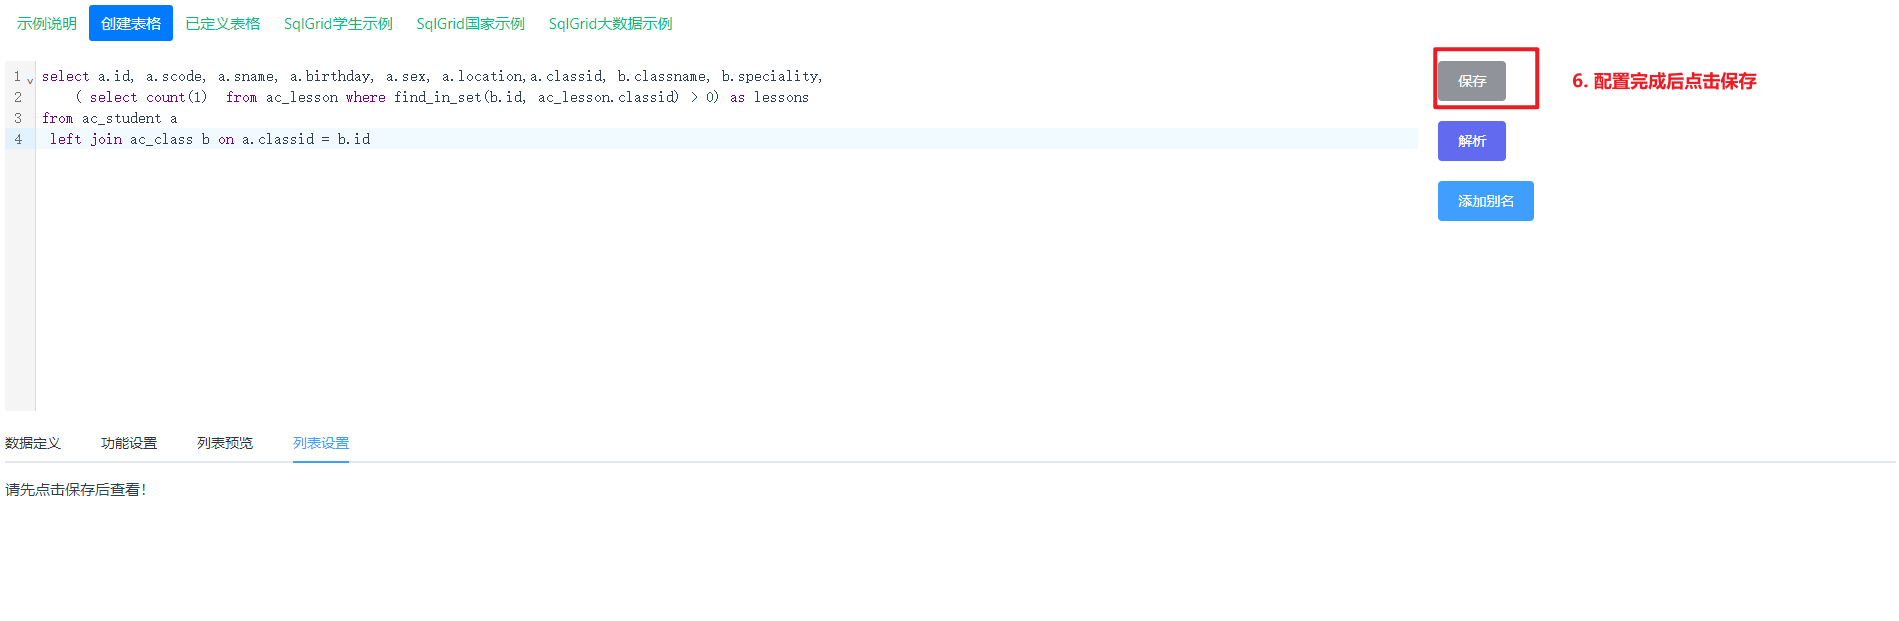 示例说明 创建表格 已定义表格 SqlGrid学生示例 SqlGrid国家示例 SqlGrid大数据示例
1 select a.id, a.scode, a.sname, a.birthday, a.sex, a.location,a.classid, b.classname, b.speciality,
2 ( select count(1)  from ac_lesson where find_in_set(b.id, ac_lesson.classid) > 0) as lessons
3 from ac_student a
4 left join ac_class b on a.classid = b.id
保存
6. 配置完成后点击保存
解析
添加别名
数据定义 功能设置 列表预览 列表设置
请先点击保存后查看!